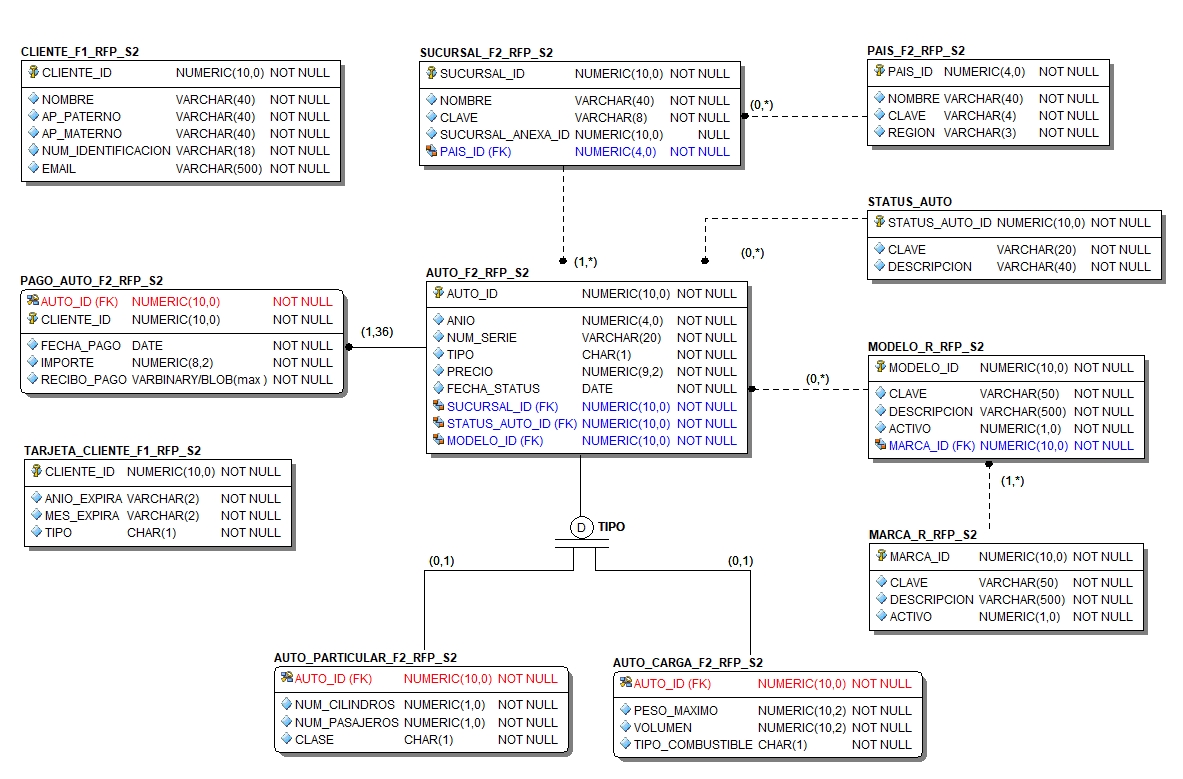 CLIENTE_F1_RFP_S2
CLIENTE_ID NUMERIC(10,0) NOT NULL
NOMBRE VARCHAR(40) NOT NULL
AP_PATERNO VARCHAR(40) NOT NULL
AP_MATERNO VARCHAR(40) NOT NULL
NUM_IDENTIFICACION VARCHAR(18) NOT NULL
EMAIL VARCHAR(500) NOT NULL
SUCURSAL_F2_RFP_S2
SUCURSAL_ID NUMERIC(10,0) NOT NULL
NOMBRE VARCHAR(40) NOT NULL
CLAVE VARCHAR(8) NOT NULL
SUCURSAL_ANEXA_ID NUMERIC(10,0) NULL
PAIS_ID (FK) NUMERIC(4,0) NOT NULL
(0,*)
PAIS_F2_RFP_S2
PAIS_ID NUMERIC(4,0) NOT NULL
NOMBRE VARCHAR(40) NOT NULL
CLAVE VARCHAR(4) NOT NULL
REGION VARCHAR(3) NOT NULL
STATUS_AUTO
STATUS_AUTO_ID NUMERIC(10,0) NOT NULL
CLAVE VARCHAR(20) NOT NULL
DESCRIPCION VARCHAR(40) NOT NULL
(0,*)
(1,*)
PAGO_AUTO_F2_RFP_S2
AUTO_ID (FK) NUMERIC(10,0) NOT NULL
CLIENTE_ID NUMERIC(10,0) NOT NULL
FECHA_PAGO DATE NOT NULL
IMPORTE NUMERIC(8,2) NOT NULL
RECIBO_PAGO VARBINARY/BLOB(max ) NOT NULL
(1,36)
AUTO_F2_RFP_S2
AUTO_ID NUMERIC(10,0) NOT NULL
ANIO NUMERIC(4,0) NOT NULL
NUM_SERIE VARCHAR(20) NOT NULL
TIPO CHAR(1) NOT NULL
PRECIO NUMERIC(9,2) NOT NULL
FECHA_STATUS DATE NOT NULL
SUCURSAL_ID (FK) NUMERIC(10,0) NOT NULL
STATUS_AUTO_ID (FK) NUMERIC(10,0) NOT NULL
MODELO_ID (FK) NUMERIC(10,0) NOT NULL
(0,*)
MODELO_R_RFP_S2
MODELO_ID NUMERIC(10,0) NOT NULL
CLAVE VARCHAR(50) NOT NULL
DESCRIPCION VARCHAR(500) NOT NULL
ACTIVO NUMERIC(1,0) NOT NULL
MARCA_ID (FK) NUMERIC(10,0) NOT NULL
(1,*)
TARJETA_CLIENTE_F1_RFP_S2
CLIENTE_ID NUMERIC(10,0) NOT NULL
ANIO_EXPIRA VARCHAR(2) NOT NULL
MES_EXPIRA VARCHAR(2) NOT NULL
TIPO CHAR(1) NOT NULL
D TIPO
MARCA_R_RFP_S2
MARCA_ID NUMERIC(10,0) NOT NULL
CLAVE VARCHAR(50) NOT NULL
DESCRIPCION VARCHAR(500) NOT NULL
ACTIVO NUMERIC(1,0) NOT NULL
(0,1)
(0,1)
AUTO_PARTICULAR_F2_RFP_S2
AUTO_ID (FK) NUMERIC(10,0) NOT NULL
NUM_CILINDROS NUMERIC(1,0) NOT NULL
NUM_PASAJEROS NUMERIC(1,0) NOT NULL
CLASE CHAR(1) NOT NULL
AUTO_CARGA_F2_RFP_S2
AUTO_ID (FK) NUMERIC(10,0) NOT NULL
PESO_MAXIMO NUMERIC(10,2) NOT NULL
VOLUMEN NUMERIC(10,2) NOT NULL
TIPO_COMBUSTIBLE CHAR(1) NOT NULL